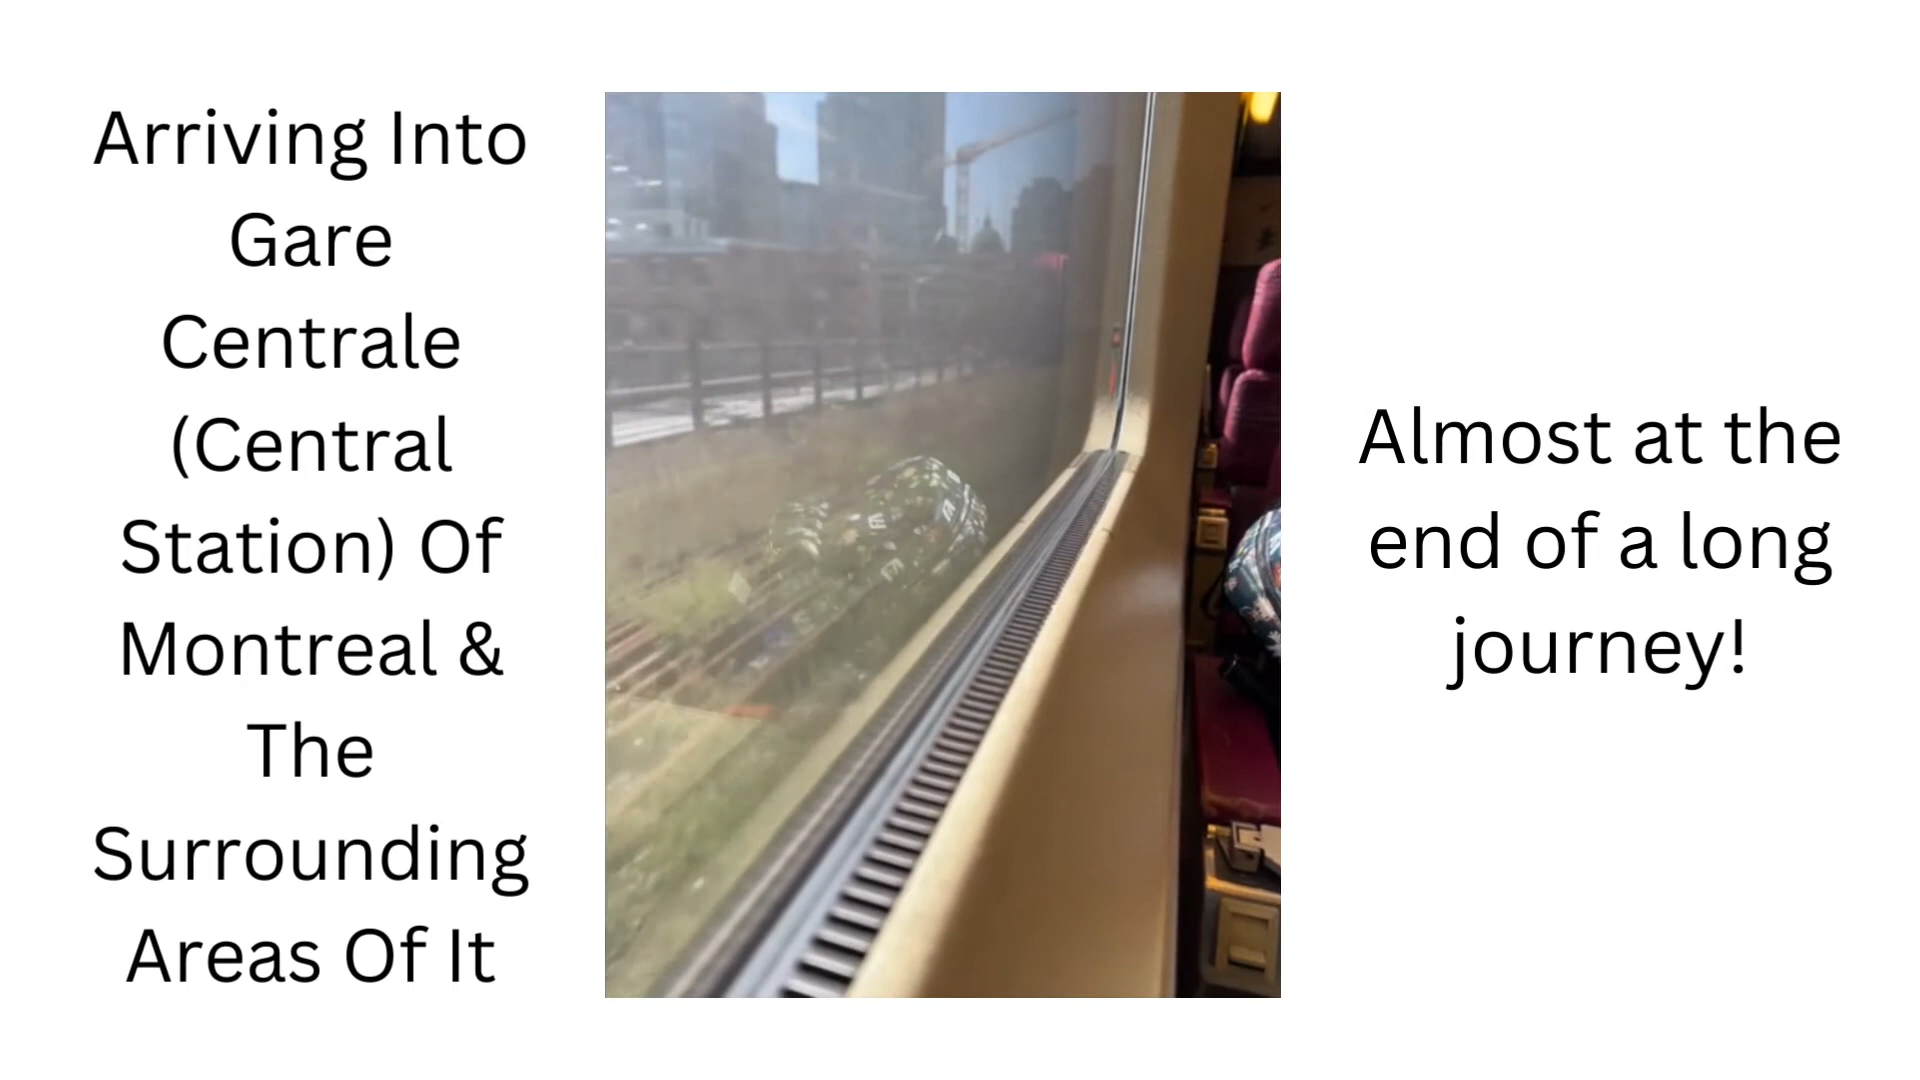 Arriving Into
Gare
Centrale
(Central
Station) Of
Montreal &
The
Surrounding
Areas Of It
Almost at the
end of a long
journey!